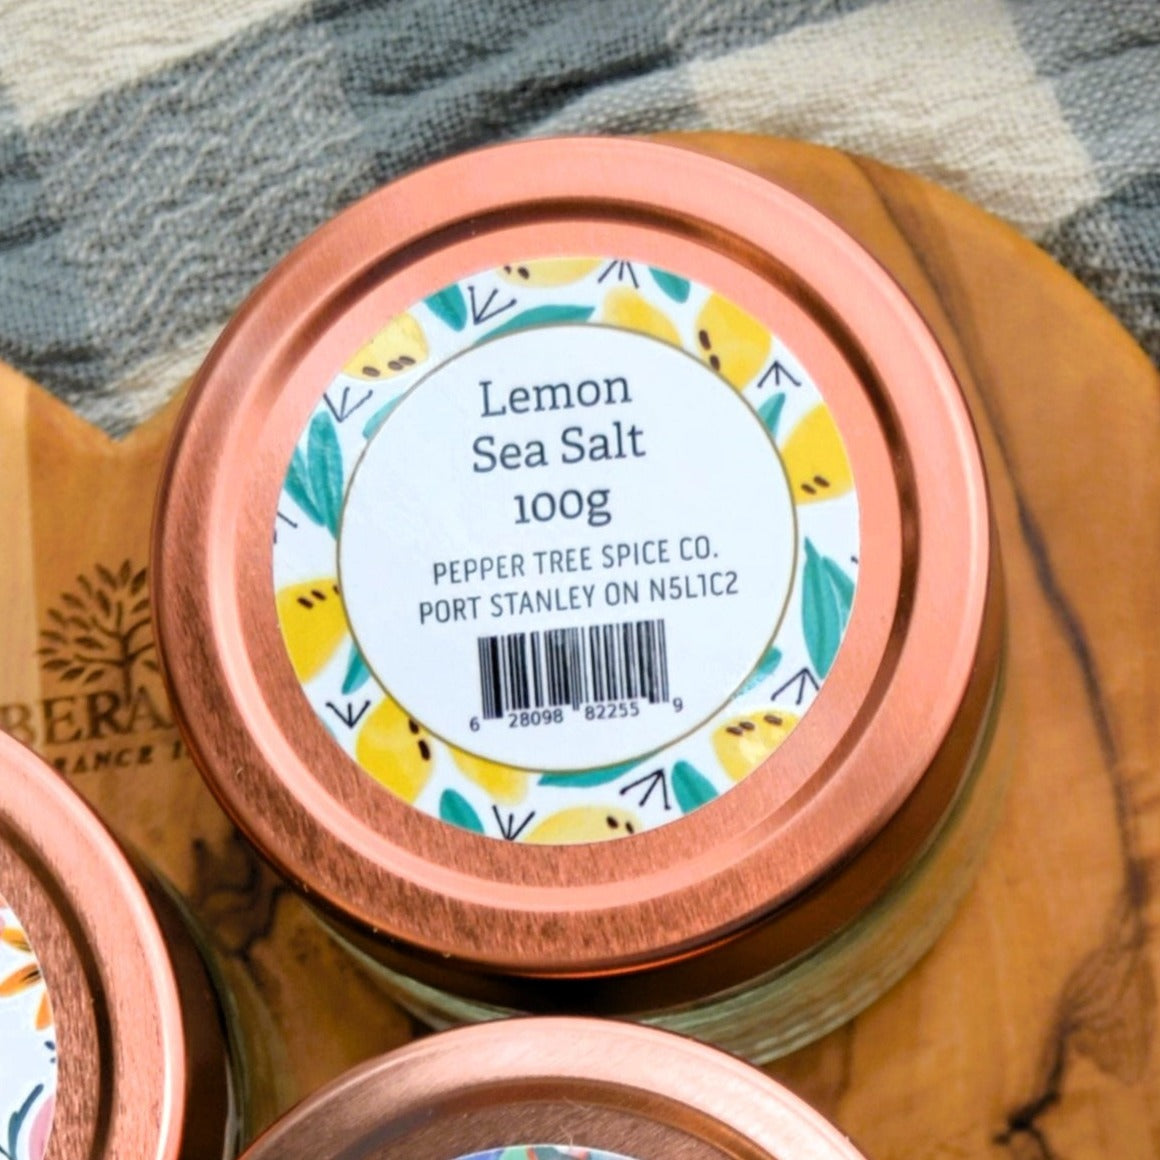 Lemon
Sea Salt
100g
PEPPER TREE SPICE CO.
PORT STANLEY ON N5L1C2
6 28098 82255 9